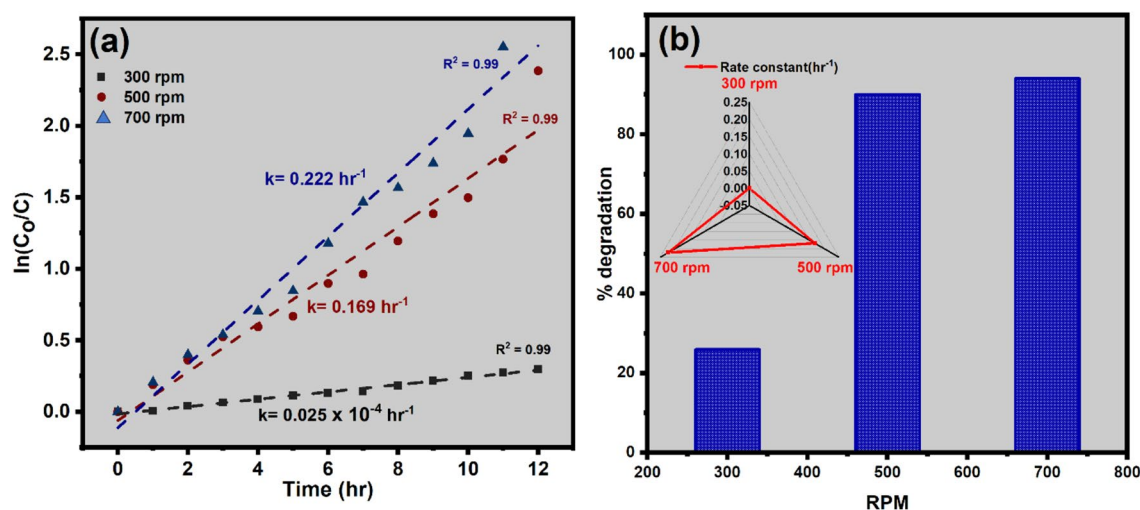 (a)
2.5
2.0
1.5
1.0
0.5
0.0
ln(C₀/C)
300 rpm
500 rpm
700 rpm
R² = 0.99
R² = 0.99
k= 0.222 hr⁻¹
k= 0.169 hr⁻¹
R² = 0.99
k= 0.025 x 10⁻⁴ hr⁻¹
0 2 4 6 8 10 12
Time (hr)
(b)
100
80
60
40
20
0
% degradation
Rate constant(hr⁻¹)
300 rpm
0.25
0.20
0.15
0.10
0.05
0.00
-0.05
700 rpm
500 rpm
200 300 400 500 600 700 800
RPM